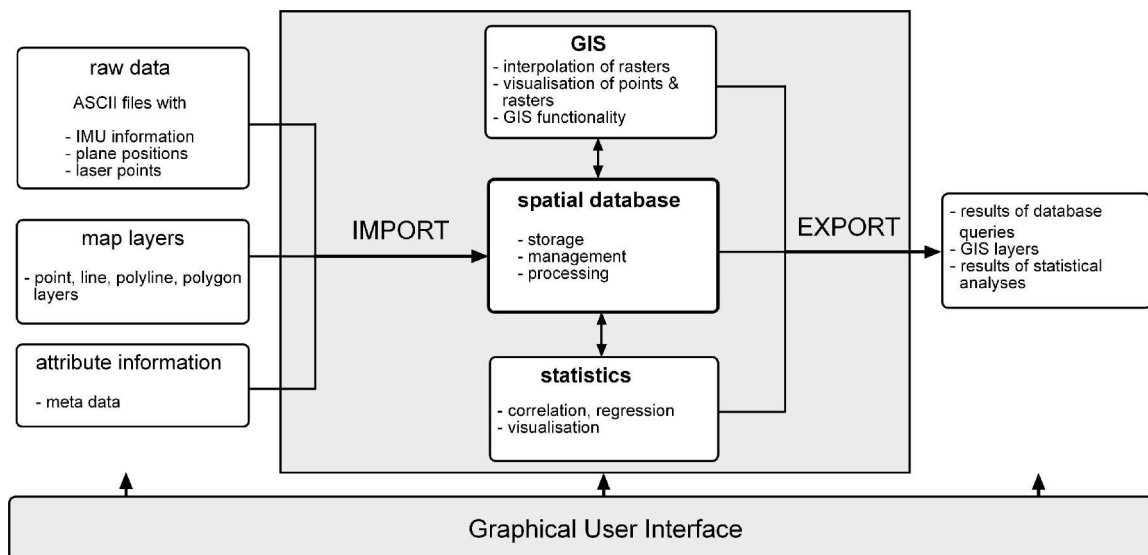 raw data
ASCII files with
- IMU information
- plane positions
- laser points
map layers
- point, line, polyline, polygon
layers
attribute information
- meta data
IMPORT
GIS
- interpolation of rasters
- visualisation of points &
rasters
- GIS functionality
spatial database
- storage
- management
- processing
statistics
- correlation, regression
- visualisation
EXPORT
- results of database
queries
- GIS layers
- results of statistical
analyses
Graphical User Interface